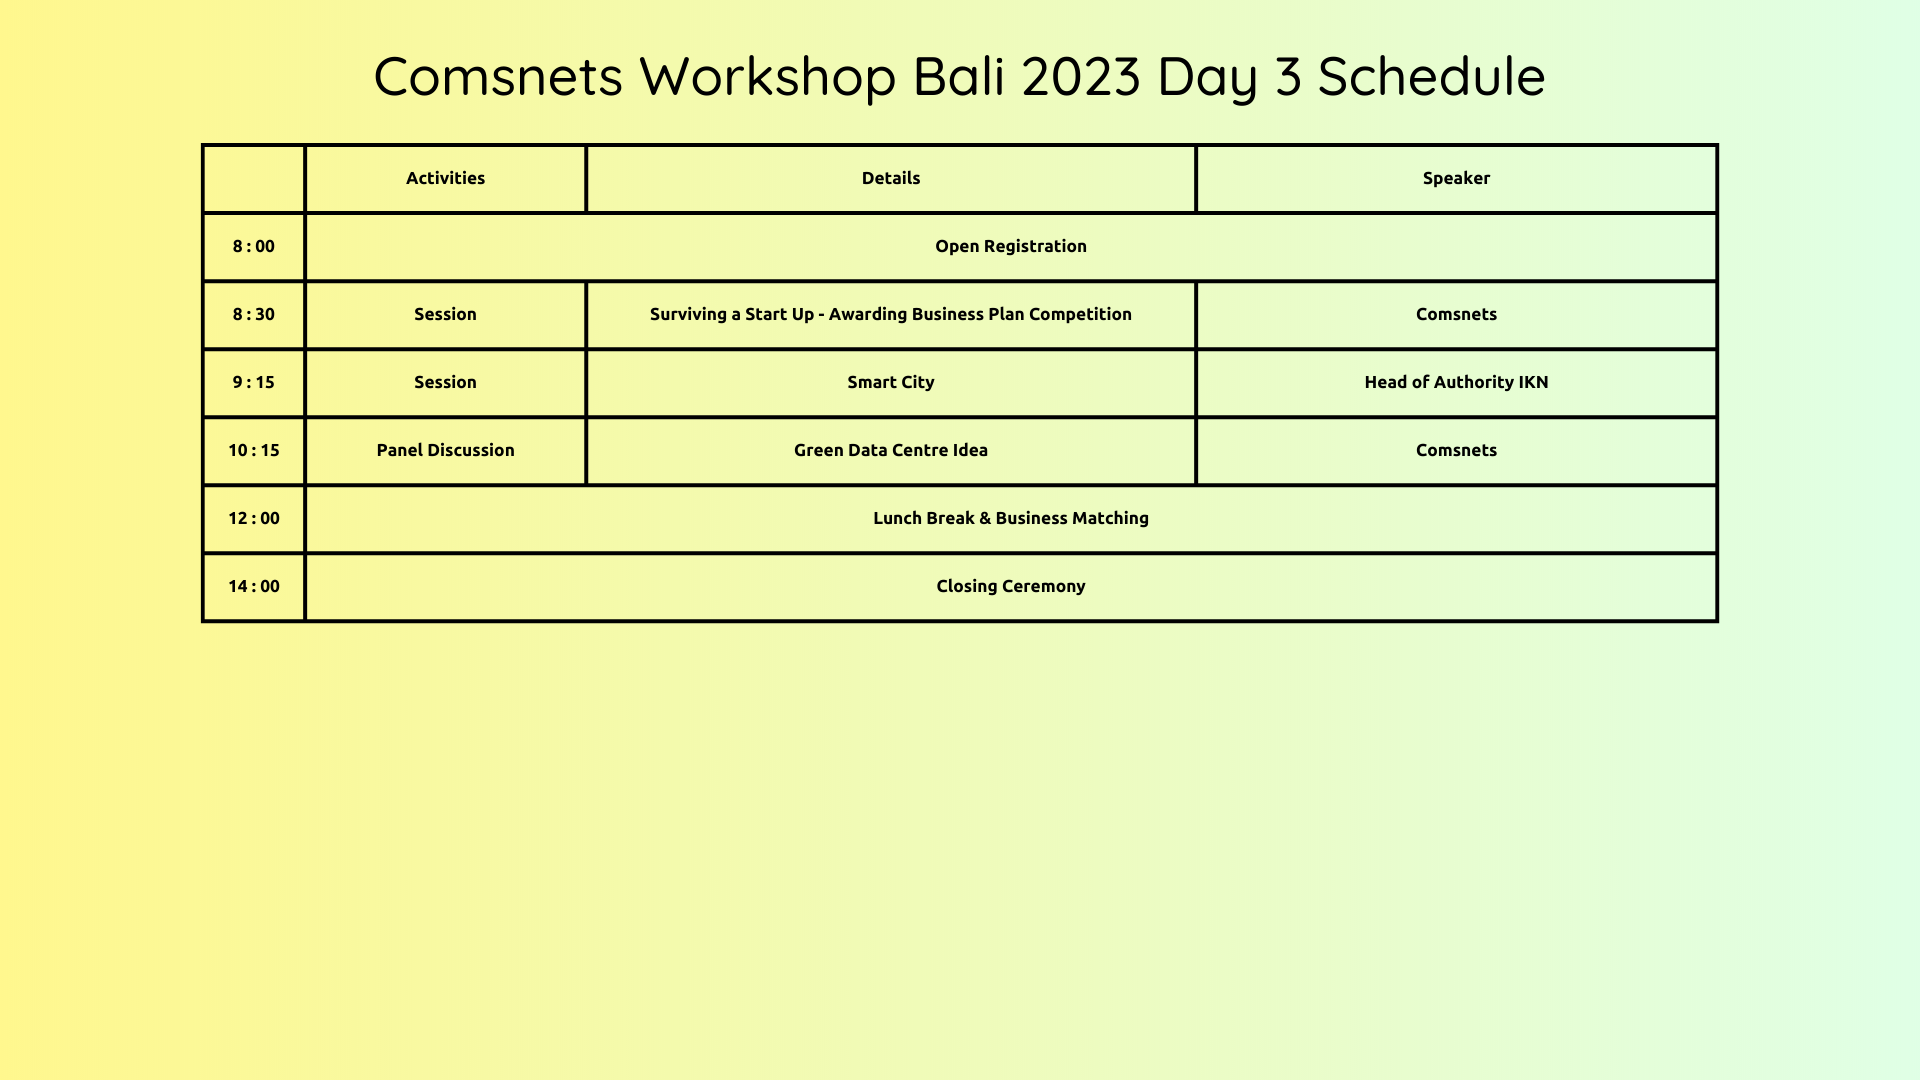 Comsnets Workshop Bali 2023 Day 3 Schedule
Activities Details Speaker
8 : 00 Open Registration
8 : 30 Session Surviving a Start Up - Awarding Business Plan Competition Comsnets
9 : 15 Session Smart City Head of Authority IKN
10 : 15 Panel Discussion Green Data Centre Idea Comsnets
12 : 00 Lunch Break & Business Matching
14 : 00 Closing Ceremony